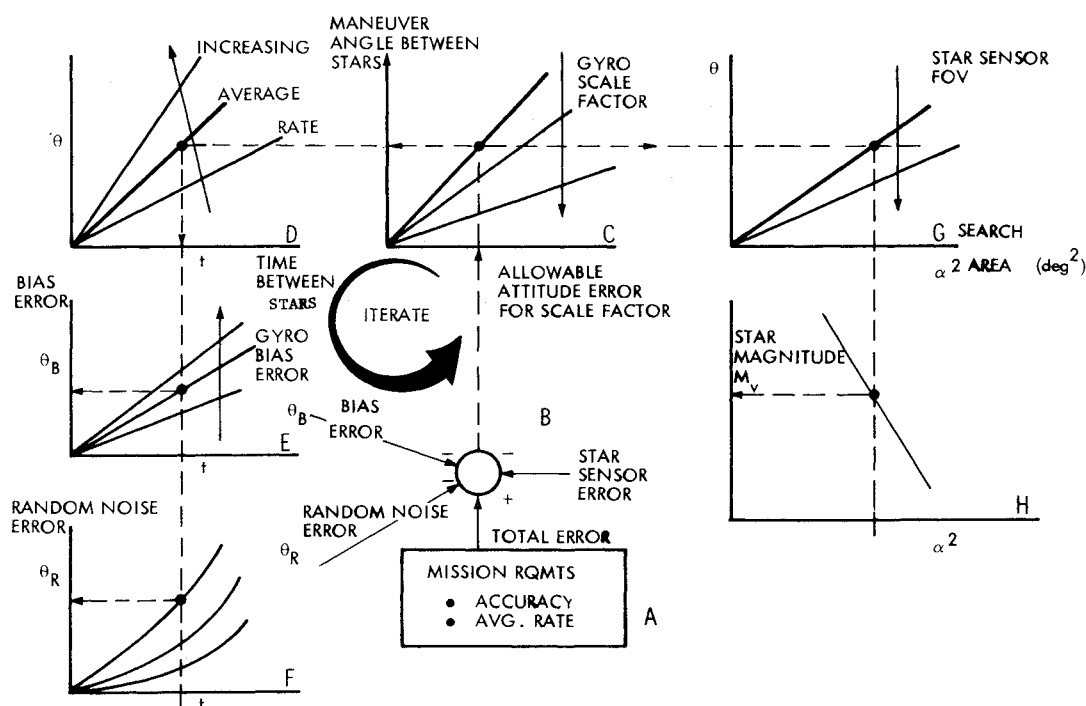 INCREASING
AVERAGE
RATE
θ
D
t
MANEUVER
ANGLE BETWEEN
STARS
GYRO
SCALE
FACTOR
C
θ
STAR SENSOR
FOV
G SEARCH
α² AREA (deg²)
TIME
BETWEEN
STARS
ITERATE
ALLOWABLE
ATTITUDE ERROR
FOR SCALE FACTOR
BIAS
ERROR
θB
GYRO
BIAS
ERROR
E
t
θB
BIAS
ERROR
B
STAR
SENSOR
ERROR
− −
− +
STAR
MAGNITUDE
Mv
H
α²
RANDOM NOISE
ERROR
θR
F
t
RANDOM NOISE
ERROR
θR
TOTAL ERROR
MISSION RQMTS
● ACCURACY
● AVG. RATE
A